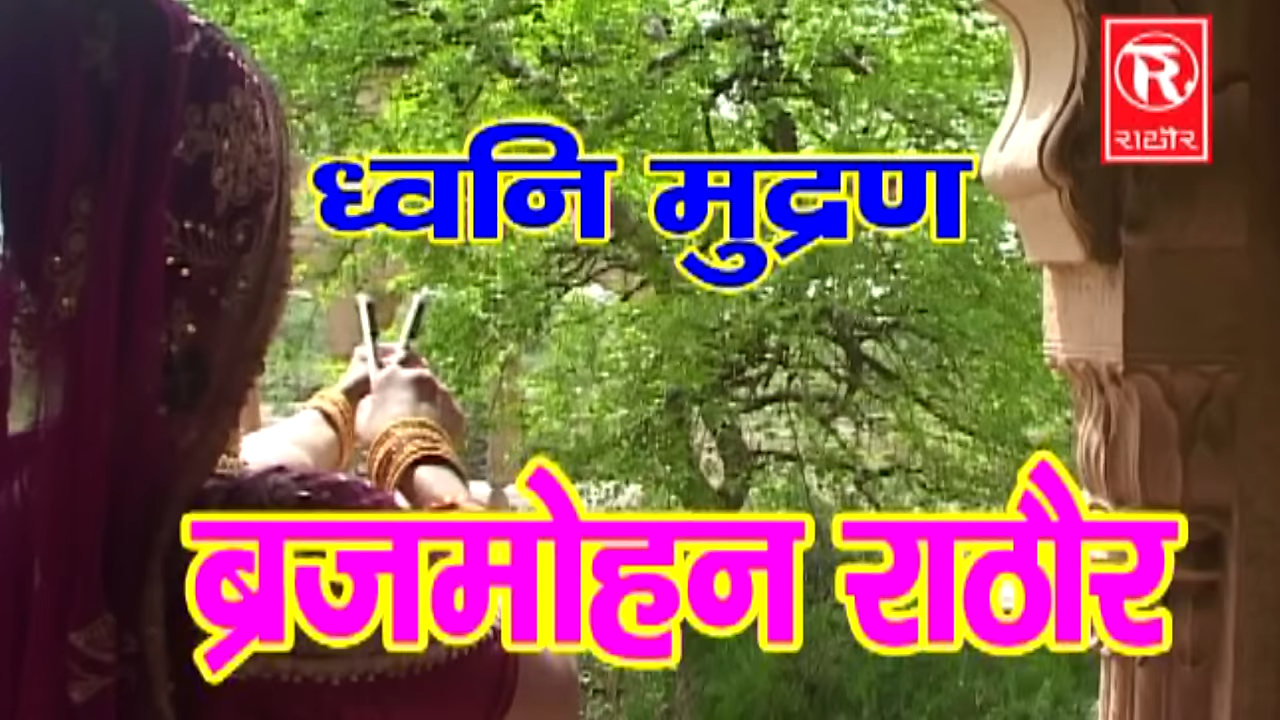 राठौर
ध्वनि मुद्रण
ब्रजमोहन राठौर